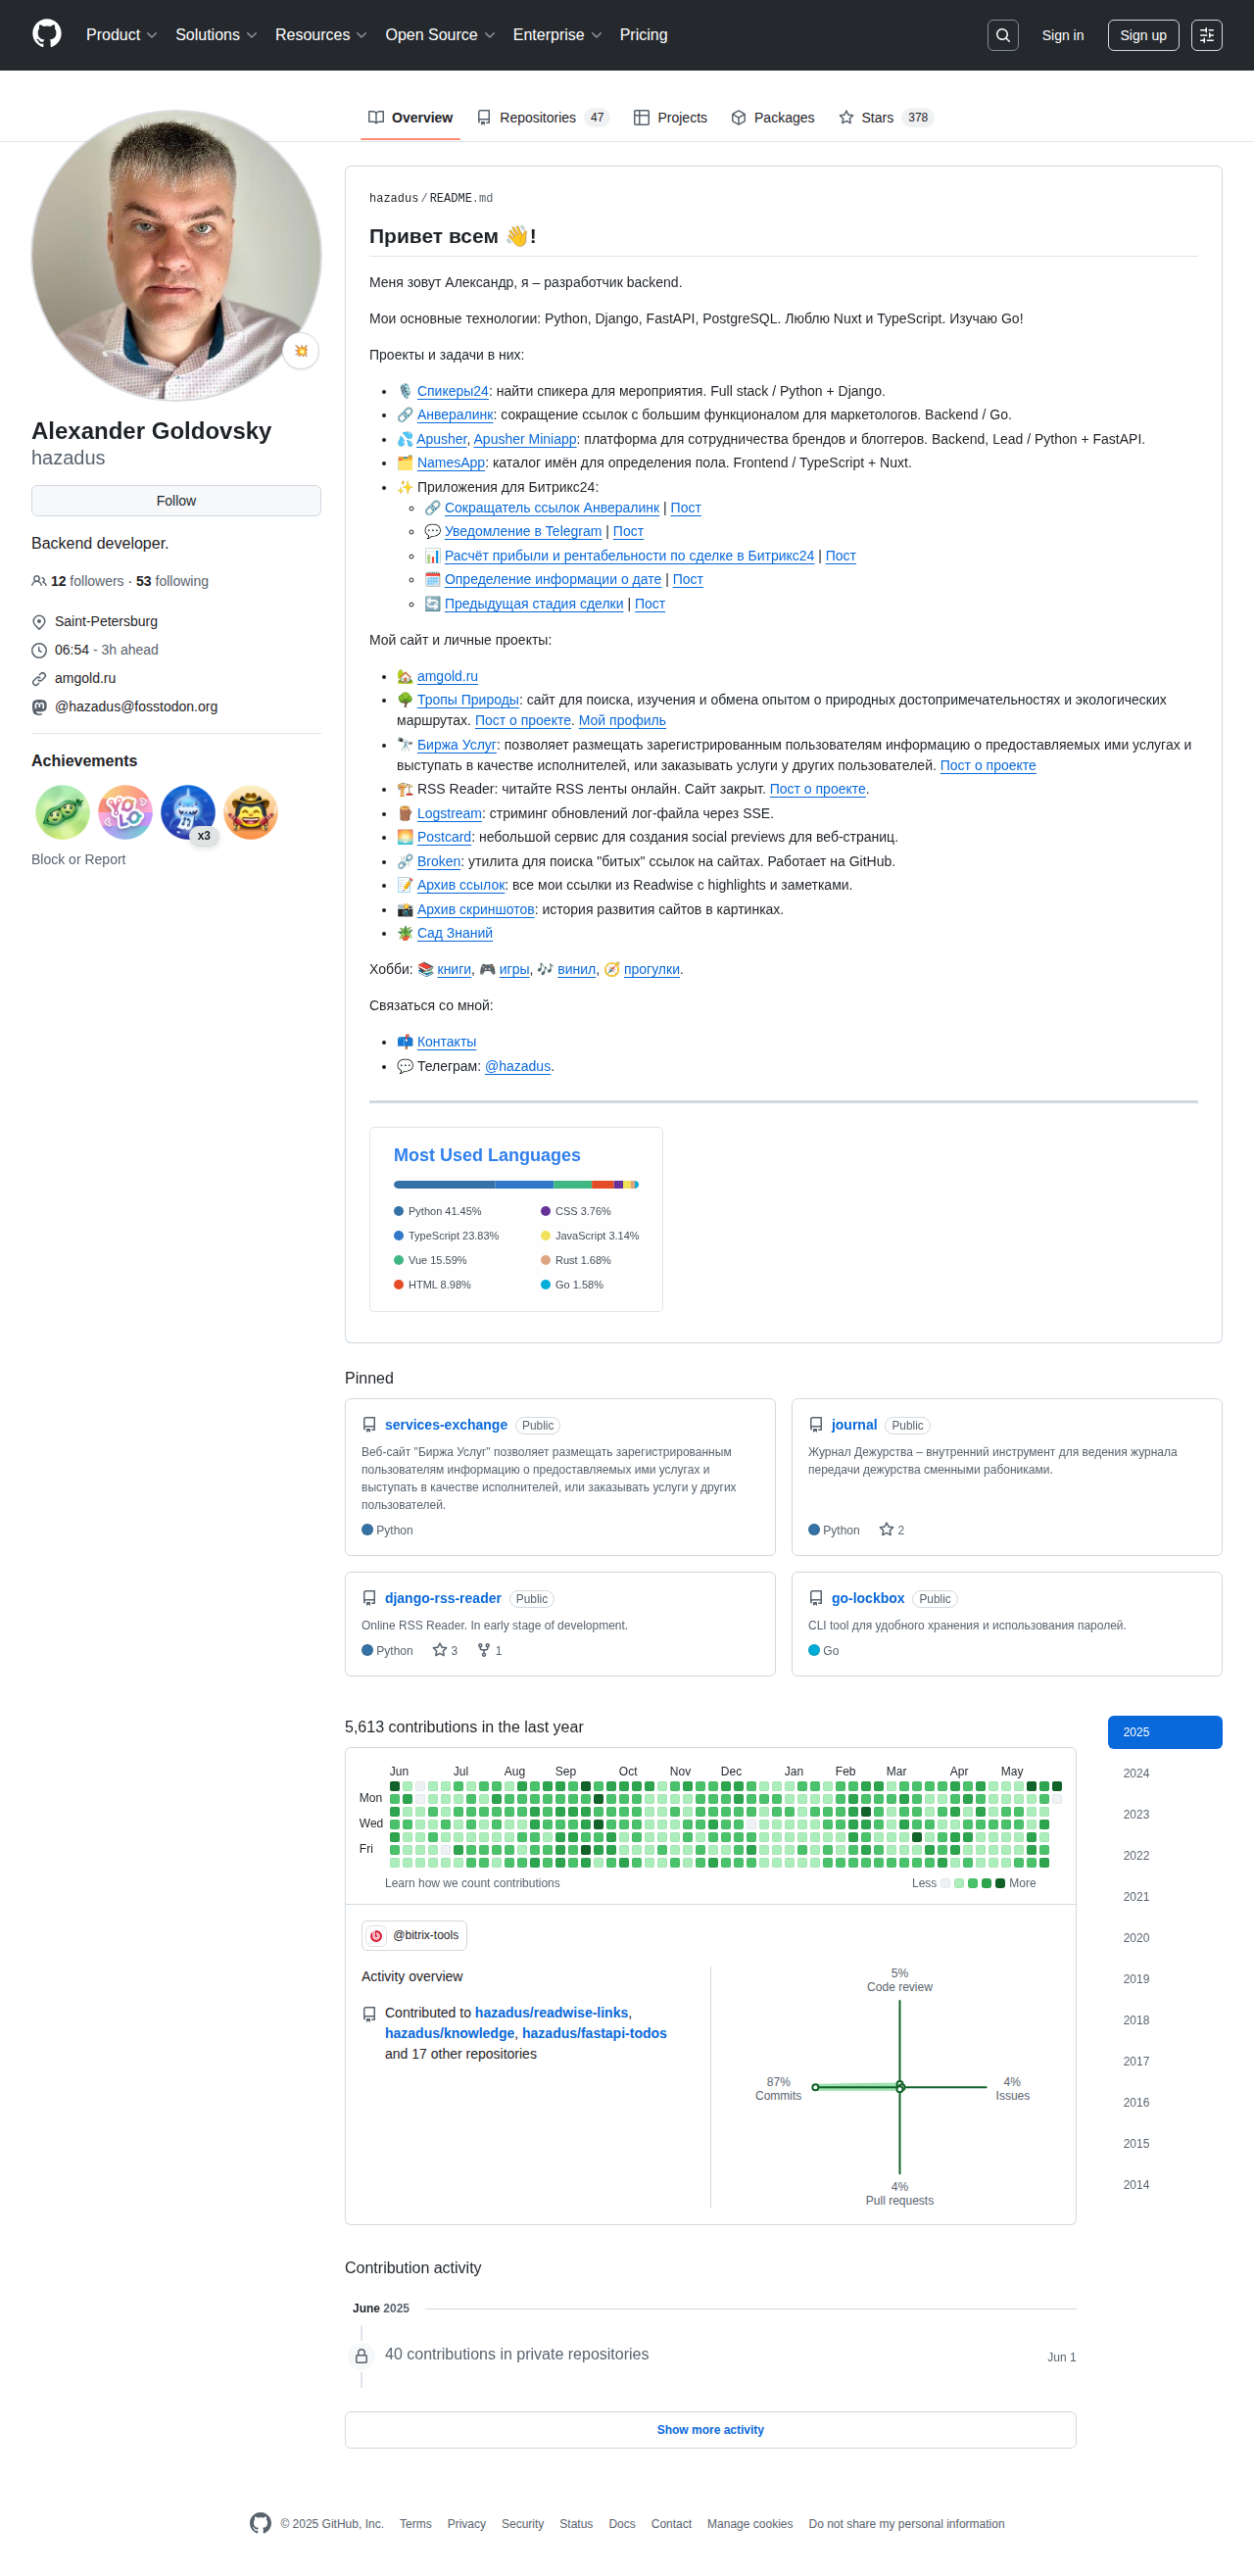 Product
Solutions
Resources
Open Source
Enterprise
Pricing
Sign in
Sign up
Overview
Repositories 47
Projects
Packages
Stars 378
Alexander Goldovsky
hazadus
Follow
Backend developer.
12 followers · 53 following
Saint-Petersburg
06:54 - 3h ahead
amgold.ru
@hazadus@fosstodon.org
Achievements
YOLO
x3
Block or Report
hazadus/README.md
Привет всем 👋!
Меня зовут Александр, я – разработчик backend.
Мои основные технологии: Python, Django, FastAPI, PostgreSQL. Люблю Nuxt и TypeScript. Изучаю Go!
Проекты и задачи в них:
🎙️ Спикеры24: найти спикера для мероприятия. Full stack / Python + Django.
🔗 Анвералинк: сокращение ссылок с большим функционалом для маркетологов. Backend / Go.
💦 Apusher, Apusher Miniapp: платформа для сотрудничества брендов и блоггеров. Backend, Lead / Python + FastAPI.
🗂️ NamesApp: каталог имён для определения пола. Frontend / TypeScript + Nuxt.
✨ Приложения для Битрикс24:
🔗 Сокращатель ссылок Анвералинк | Пост
💬 Уведомление в Telegram | Пост
📊 Расчёт прибыли и рентабельности по сделке в Битрикс24 | Пост
🗓️ Определение информации о дате | Пост
🔄 Предыдущая стадия сделки | Пост
Мой сайт и личные проекты:
🏡 amgold.ru
🌳 Тропы Природы: сайт для поиска, изучения и обмена опытом о природных достопримечательностях и экологических
маршрутах. Пост о проекте. Мой профиль
🔭 Биржа Услуг: позволяет размещать зарегистрированным пользователям информацию о предоставляемых ими услугах и
выступать в качестве исполнителей, или заказывать услуги у других пользователей. Пост о проекте
🏗️ RSS Reader: читайте RSS ленты онлайн. Сайт закрыт. Пост о проекте.
🪵 Logstream: стриминг обновлений лог-файла через SSE.
🌅 Postcard: небольшой сервис для создания social previews для веб-страниц.
⛓️‍💥 Broken: утилита для поиска "битых" ссылок на сайтах. Работает на GitHub.
📝 Архив ссылок: все мои ссылки из Readwise с highlights и заметками.
📸 Архив скриншотов: история развития сайтов в картинках.
🪴 Сад Знаний
Хобби: 📚 книги, 🎮 игры, 🎶 винил, 🧭 прогулки.
Связаться со мной:
📫 Контакты
💬 Телеграм: @hazadus.
Most Used Languages
Python 41.45%
CSS 3.76%
TypeScript 23.83%
JavaScript 3.14%
Vue 15.59%
Rust 1.68%
HTML 8.98%
Go 1.58%
Pinned
services-exchange Public
Веб-сайт "Биржа Услуг" позволяет размещать зарегистрированным
пользователям информацию о предоставляемых ими услугах и
выступать в качестве исполнителей, или заказывать услуги у других
пользователей.
Python
journal Public
Журнал Дежурства – внутренний инструмент для ведения журнала
передачи дежурства сменными рабониками.
Python 2
django-rss-reader Public
Online RSS Reader. In early stage of development.
Python 3 1
go-lockbox Public
CLI tool для удобного хранения и использования паролей.
Go
5,613 contributions in the last year
Jun Jul Aug Sep Oct Nov Dec Jan Feb Mar Apr May
Mon
Wed
Fri
Learn how we count contributions
Less More
@bitrix-tools
Activity overview
Contributed to hazadus/readwise-links,
hazadus/knowledge, hazadus/fastapi-todos
and 17 other repositories
5%
Code review
87%
Commits
4%
Issues
4%
Pull requests
2025
2024
2023
2022
2021
2020
2019
2018
2017
2016
2015
2014
Contribution activity
June 2025
40 contributions in private repositories
Jun 1
Show more activity
© 2025 GitHub, Inc.
Terms
Privacy
Security
Status
Docs
Contact
Manage cookies
Do not share my personal information